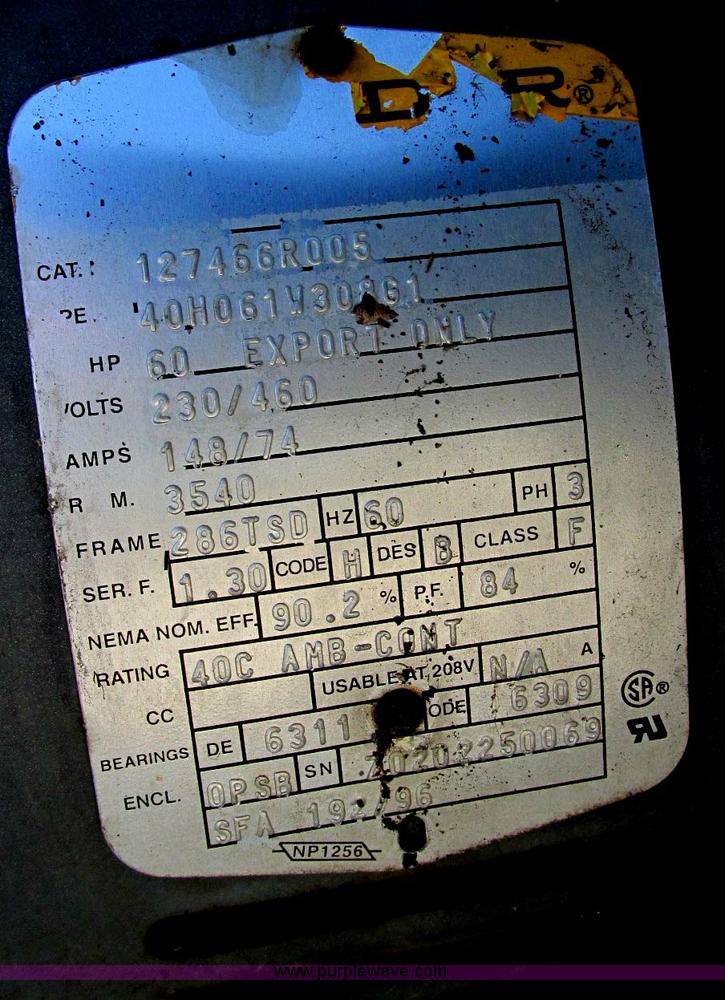 D R®
CAT. : 127466R005
PE. 40H061W308G1
HP 60 EXPORT ONLY
VOLTS 230/460
AMPS 148/74
R M. 3540
FRAME 286TSD HZ 60 PH 3
SER. F. 1.30 CODE H DES B CLASS F
NEMA NOM. EFF. 90.2 % P.F. 84 %
RATING 40C AMB-CONT
CC USABLE AT 208V N/A A
BEARINGS DE 6311 ODE 6309
ENCL. OPSB SN
SFA 192/96
NP1256
SA®
www.purplewave.com